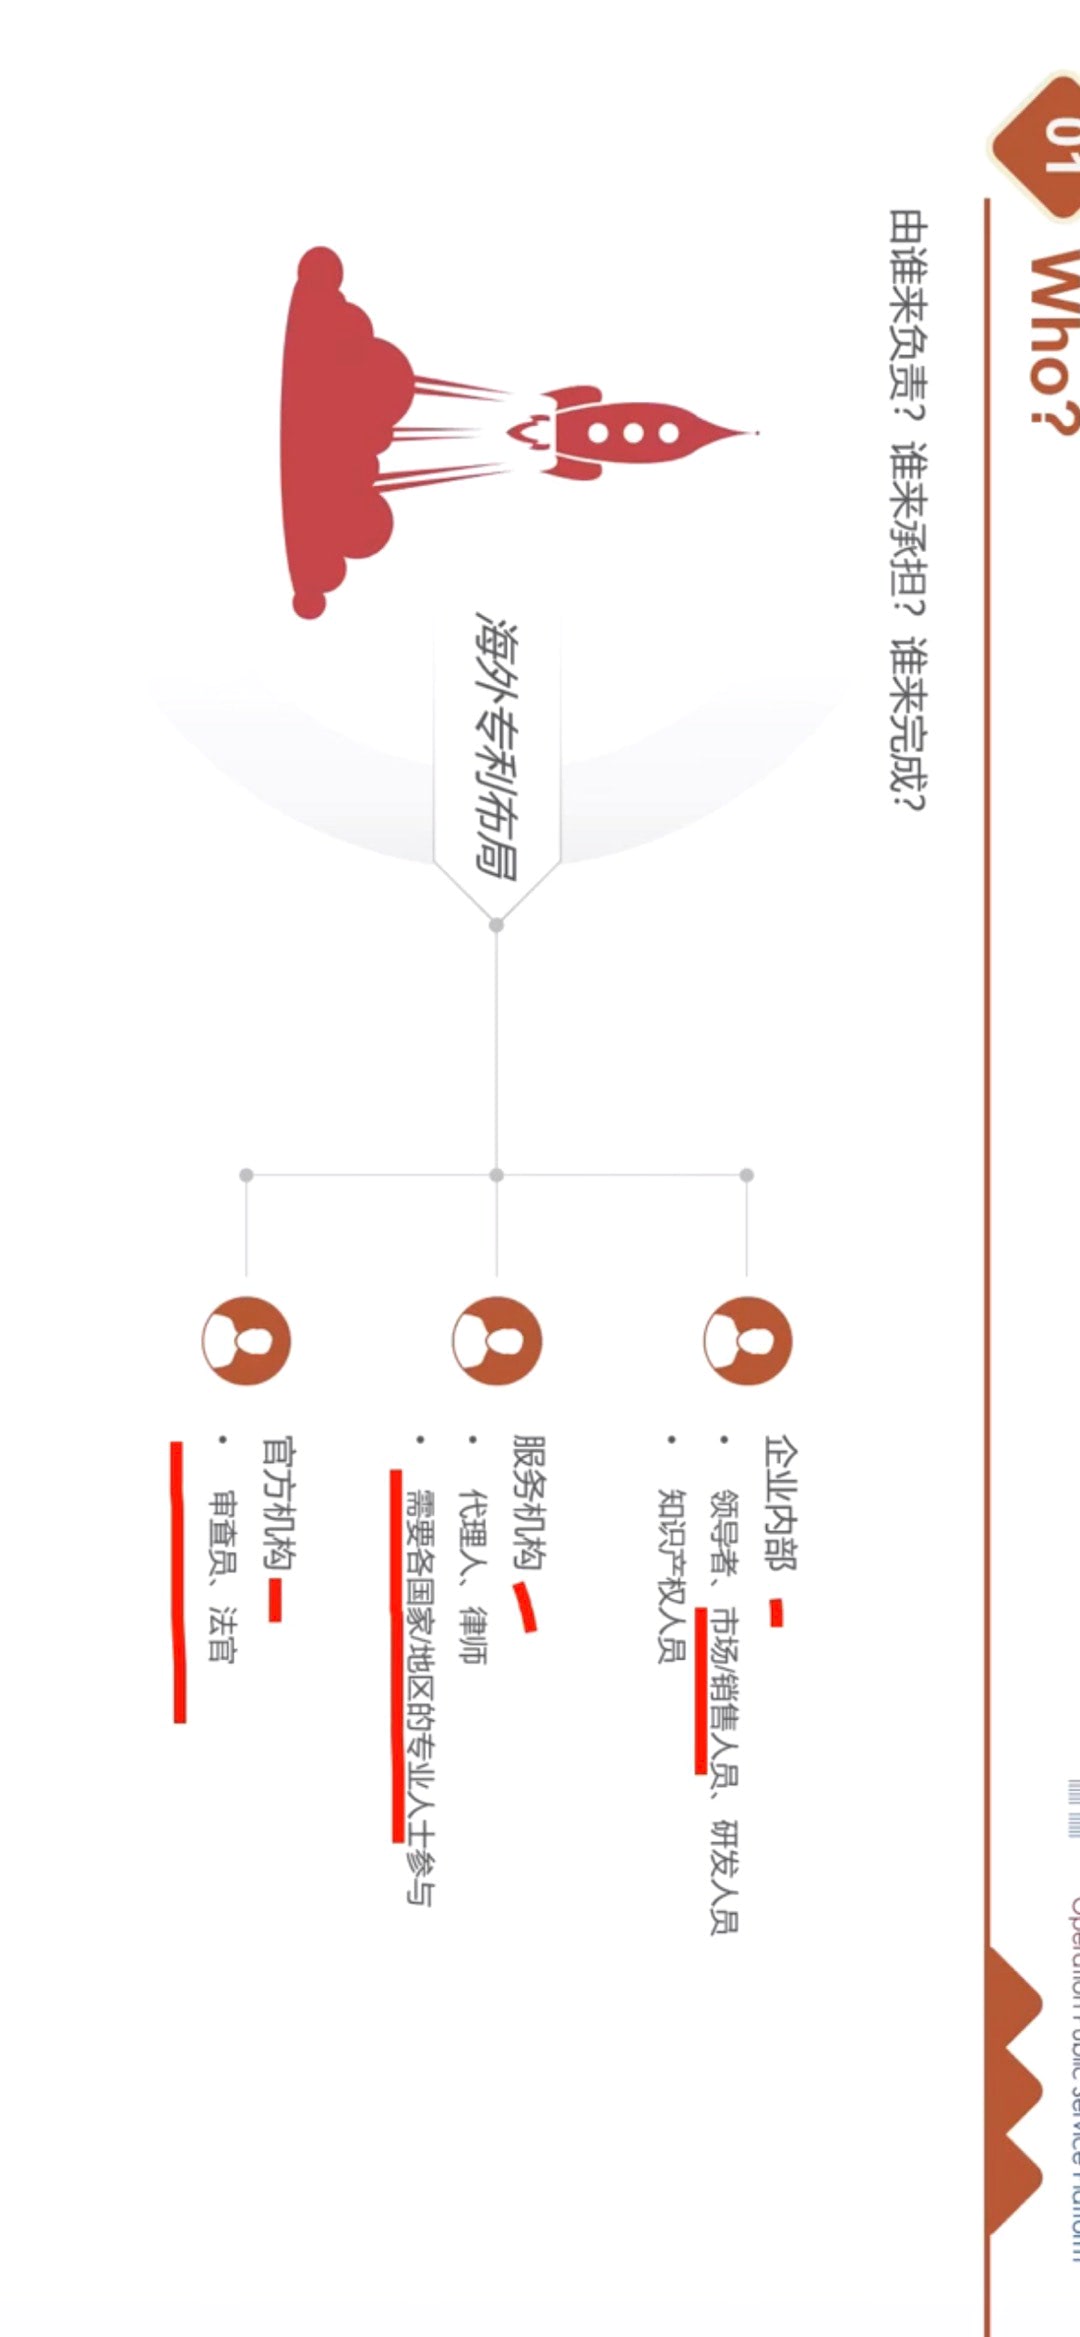 01 Who?
Operation Public Service Platform
由谁来负责？谁来承担？谁来完成？
海外专利布局
企业内部
• 领导者、市场/销售人员、研发人员
• 知识产权人员
服务机构
• 代理人、律师
• 需要各国家/地区的专业人士参与
官方机构
• 审查员、法官